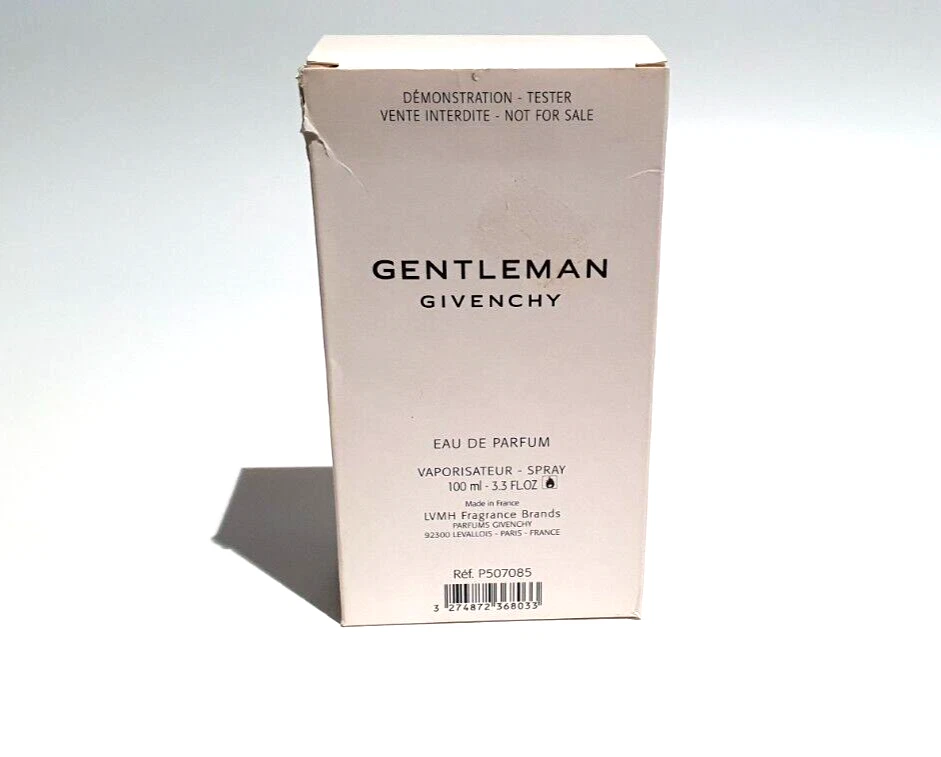 DÉMONSTRATION - TESTER
VENTE INTERDITE - NOT FOR SALE
GENTLEMAN
GIVENCHY
EAU DE PARFUM
VAPORISATEUR - SPRAY
100 ml - 3.3 FL.OZ
Made in France
LVMH Fragrance Brands
PARFUMS GIVENCHY
92300 LEVALLOIS - PARIS - FRANCE
Réf. P507085
3 274872 368033